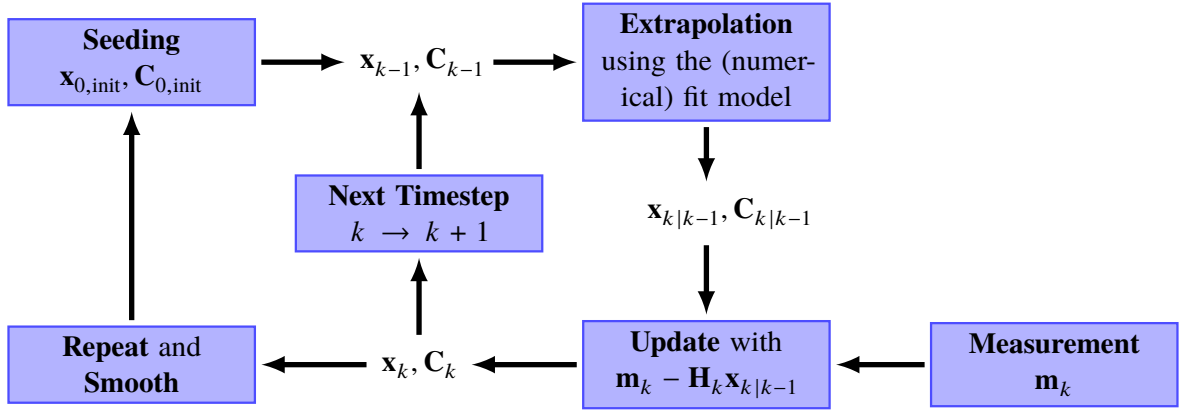 Seeding
x₀,init, C₀,init
xₖ₋₁, Cₖ₋₁
Extrapolation
using the (numer-
ical) fit model
Next Timestep
k → k + 1
xₖ|ₖ₋₁, Cₖ|ₖ₋₁
Repeat and
Smooth
xₖ, Cₖ
Update with
mₖ − Hₖxₖ|ₖ₋₁
Measurement
mₖ